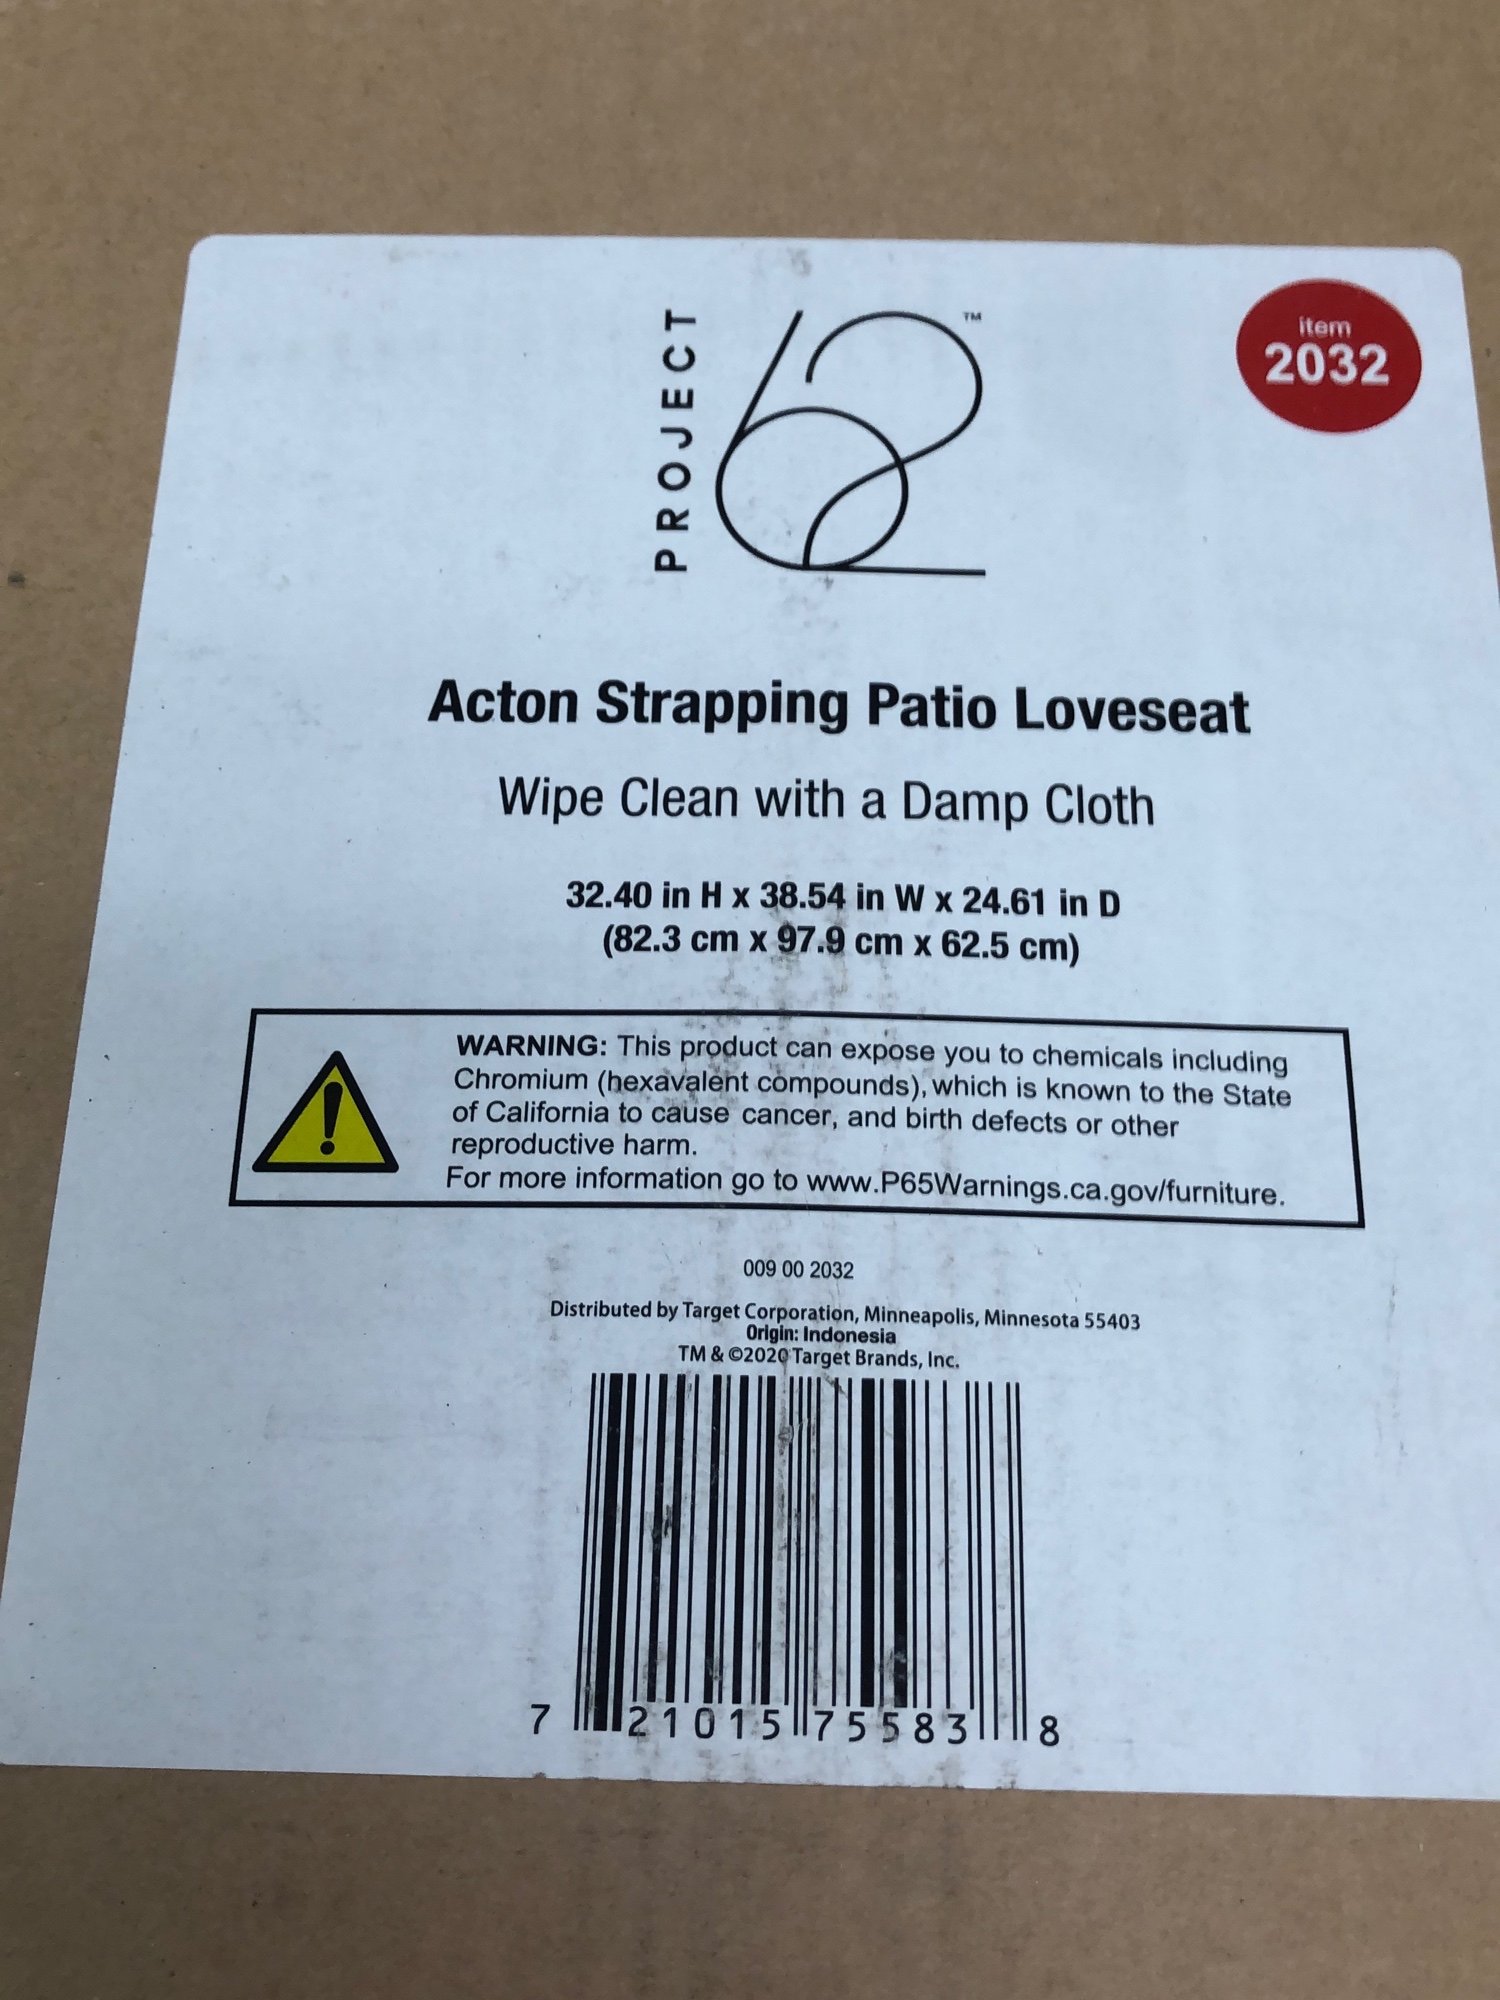 PROJECT
62™
item
2032
Acton Strapping Patio Loveseat
Wipe Clean with a Damp Cloth
32.40 in H x 38.54 in W x 24.61 in D
(82.3 cm x 97.9 cm x 62.5 cm)
WARNING: This product can expose you to chemicals including
Chromium (hexavalent compounds), which is known to the State
of California to cause cancer, and birth defects or other
reproductive harm.
For more information go to www.P65Warnings.ca.gov/furniture.
009 00 2032
Distributed by Target Corporation, Minneapolis, Minnesota 55403
Origin: Indonesia
TM & ©2020 Target Brands, Inc.
7 21015 75583 8